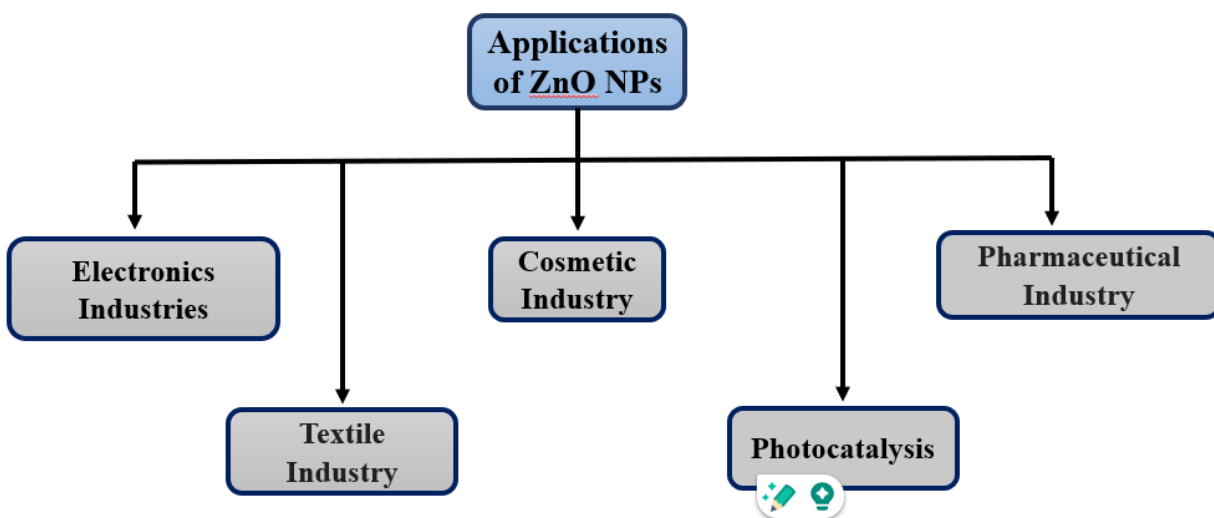 Applications
of ZnO NPs
Electronics
Industries
Cosmetic
Industry
Pharmaceutical
Industry
Textile
Industry
Photocatalysis